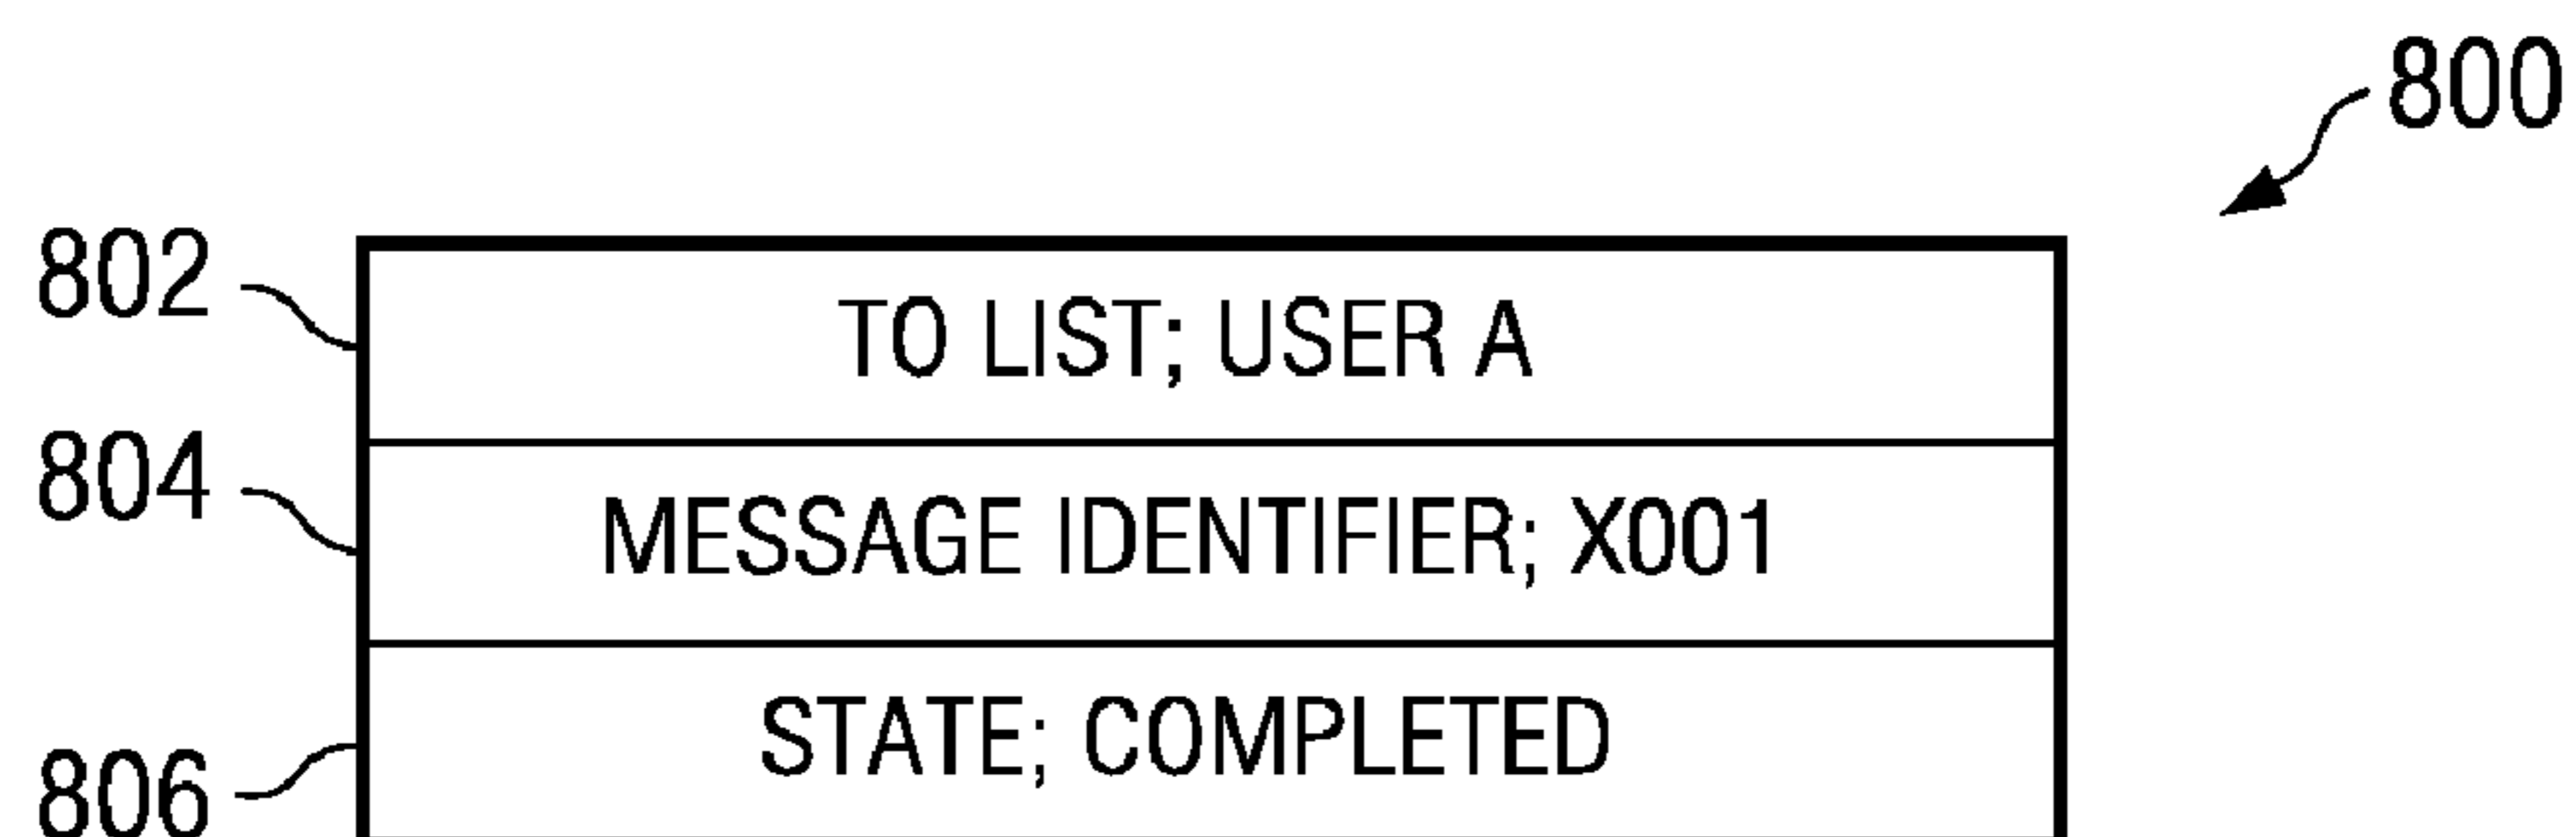 800
802
TO LIST; USER A
804
MESSAGE IDENTIFIER; X001
806
STATE; COMPLETED